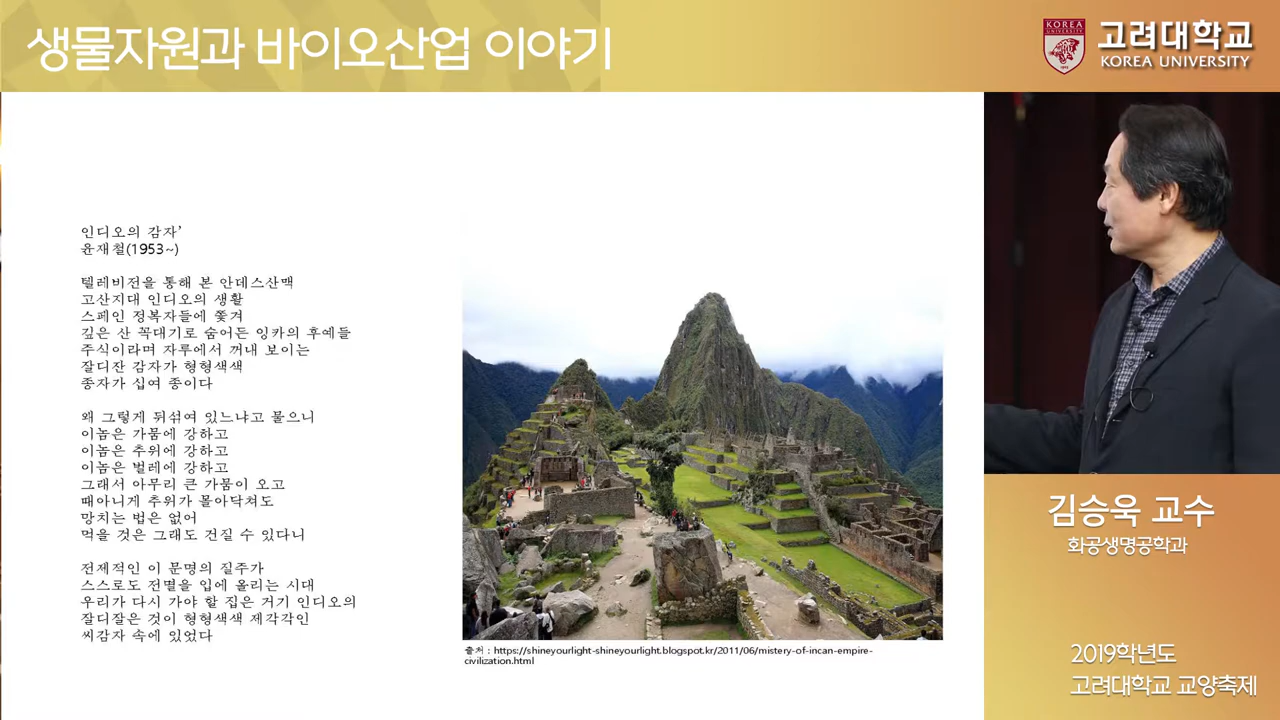 생물자원과 바이오산업 이야기
KOREA
UNIVERSITY
고려대학교
KOREA UNIVERSITY
인디오의 감자’
윤재철(1953~)
텔레비전을 통해 본 안데스산맥
고산지대 인디오의 생활
스페인 정복자들에 쫓겨
깊은 산 꼭대기로 숨어든 잉카의 후예들
주식이라며 자루에서 꺼내 보이는
잘디잔 감자가 형형색색
종자가 십여 종이다
왜 그렇게 뒤섞여 있느냐고 물으니
이놈은 가뭄에 강하고
이놈은 추위에 강하고
이놈은 벌레에 강하고
그래서 아무리 큰 가뭄이 오고
때아니게 추위가 몰아닥쳐도
망치는 법은 없어
먹을 것은 그래도 건질 수 있다니
전제적인 이 문명의 질주가
스스로도 전멸을 입에 올리는 시대
우리가 다시 가야 할 집은 거기 인디오의
잘디잘은 것이 형형색색 제각각인
씨감자 속에 있었다
출처 : https://shineyourlight-shineyourlight.blogspot.kr/2011/06/mistery-of-incan-empire-
civilization.html
김승욱 교수
화공생명공학과
2019학년도
고려대학교 교양축제